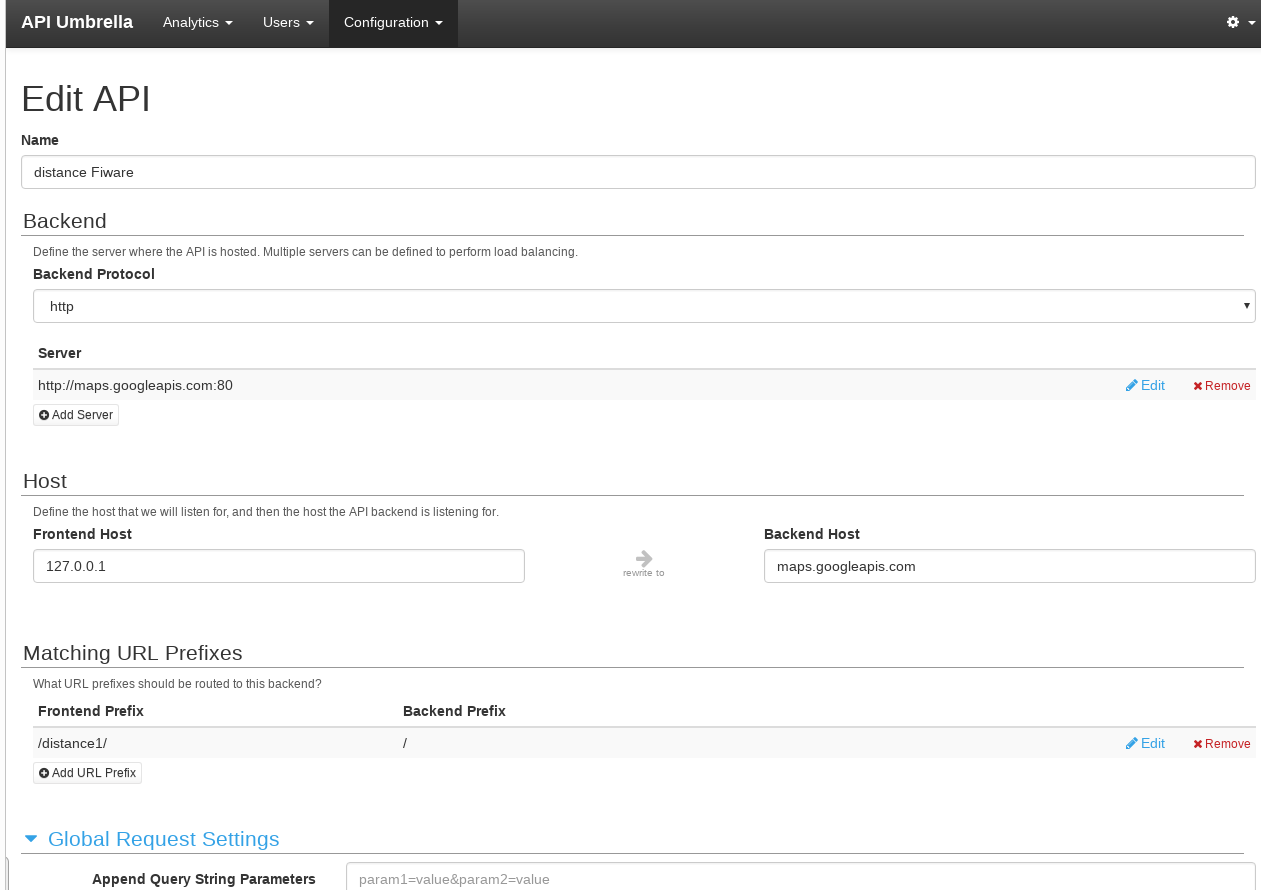 API Umbrella Analytics Users Configuration
Edit API
Name
distance Fiware
Backend
Define the server where the API is hosted. Multiple servers can be defined to perform load balancing.
Backend Protocol
http
Server
http://maps.googleapis.com:80 Edit Remove
Add Server
Host
Define the host that we will listen for, and then the host the API backend is listening for.
Frontend Host Backend Host
127.0.0.1 rewrite to maps.googleapis.com
Matching URL Prefixes
What URL prefixes should be routed to this backend?
Frontend Prefix Backend Prefix
/distance1/ / Edit Remove
Add URL Prefix
Global Request Settings
Append Query String Parameters param1=value&param2=value